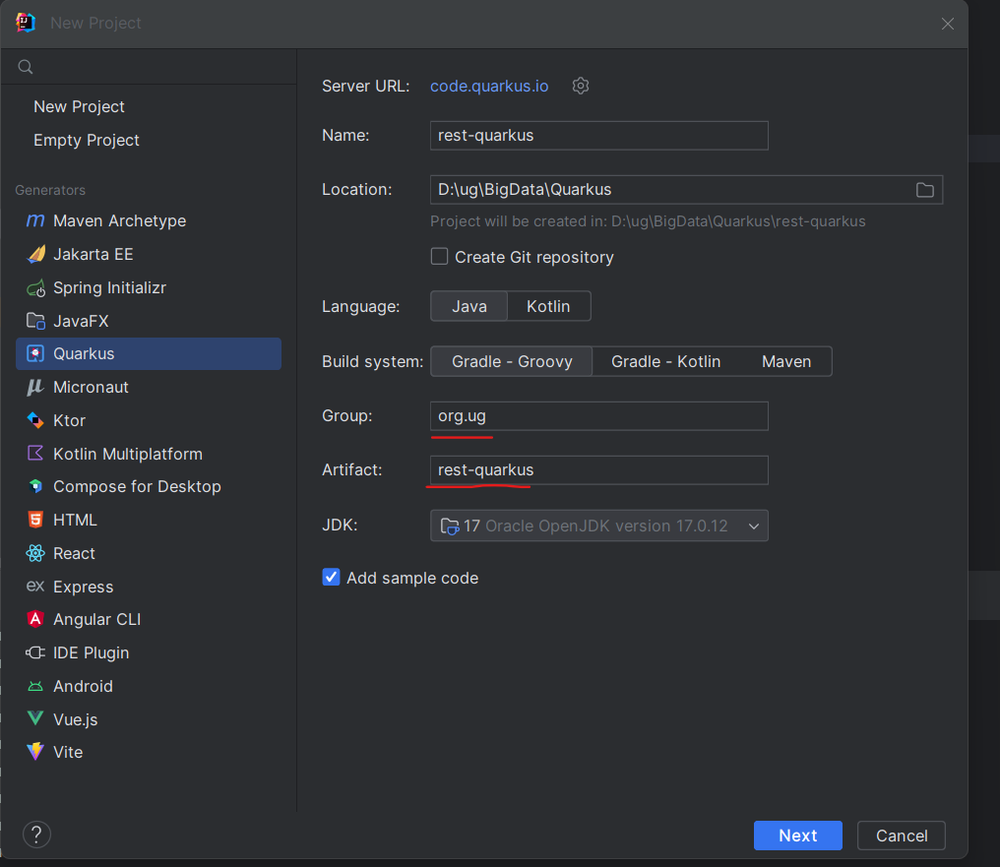 New Project
New Project
Empty Project
Generators
Maven Archetype
Jakarta EE
Spring Initializr
JavaFX
Quarkus
Micronaut
Ktor
Kotlin Multiplatform
Compose for Desktop
HTML
React
Express
Angular CLI
IDE Plugin
Android
Vue.js
Vite
Server URL: code.quarkus.io
Name: rest-quarkus
Location: D:\ug\BigData\Quarkus
Project will be created in: D:\ug\BigData\Quarkus\rest-quarkus
Create Git repository
Language: Java Kotlin
Build system: Gradle - Groovy Gradle - Kotlin Maven
Group: org.ug
Artifact: rest-quarkus
JDK: 17 Oracle OpenJDK version 17.0.12
Add sample code
? Next Cancel